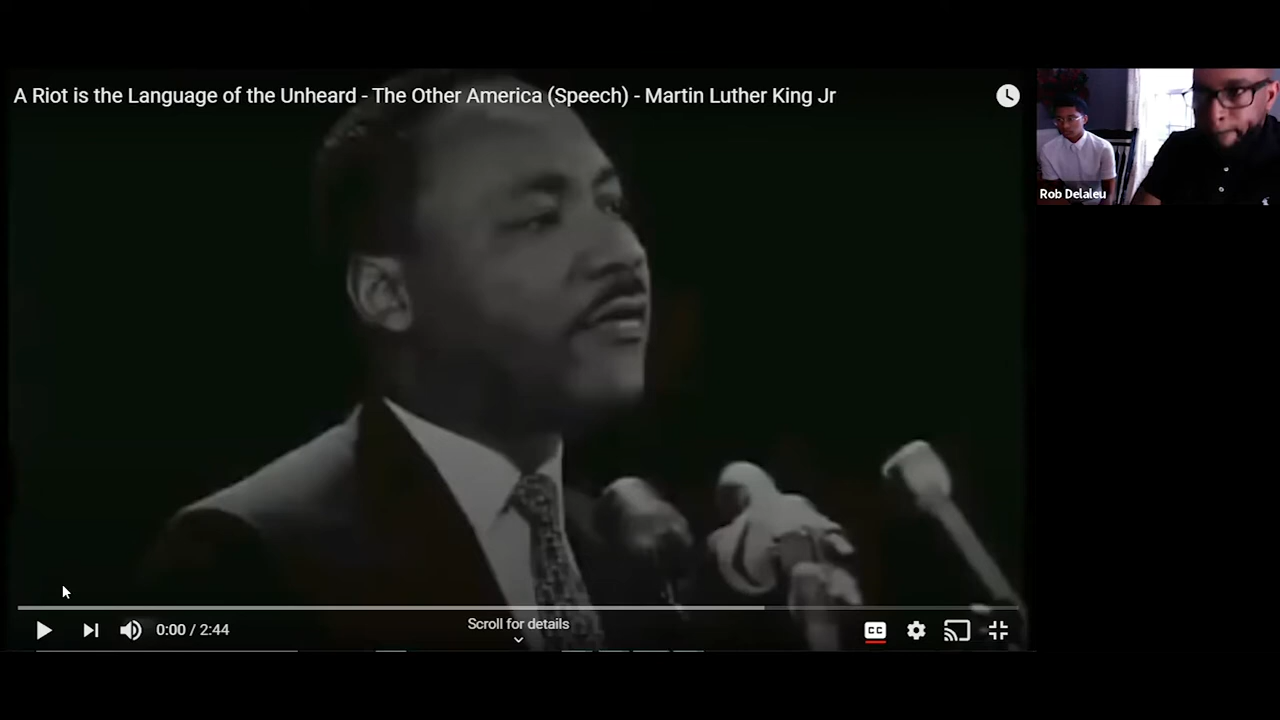 A Riot is the Language of the Unheard - The Other America (Speech) - Martin Luther King Jr
Rob Delaleu
Scroll for details
0:00 / 2:44
CC